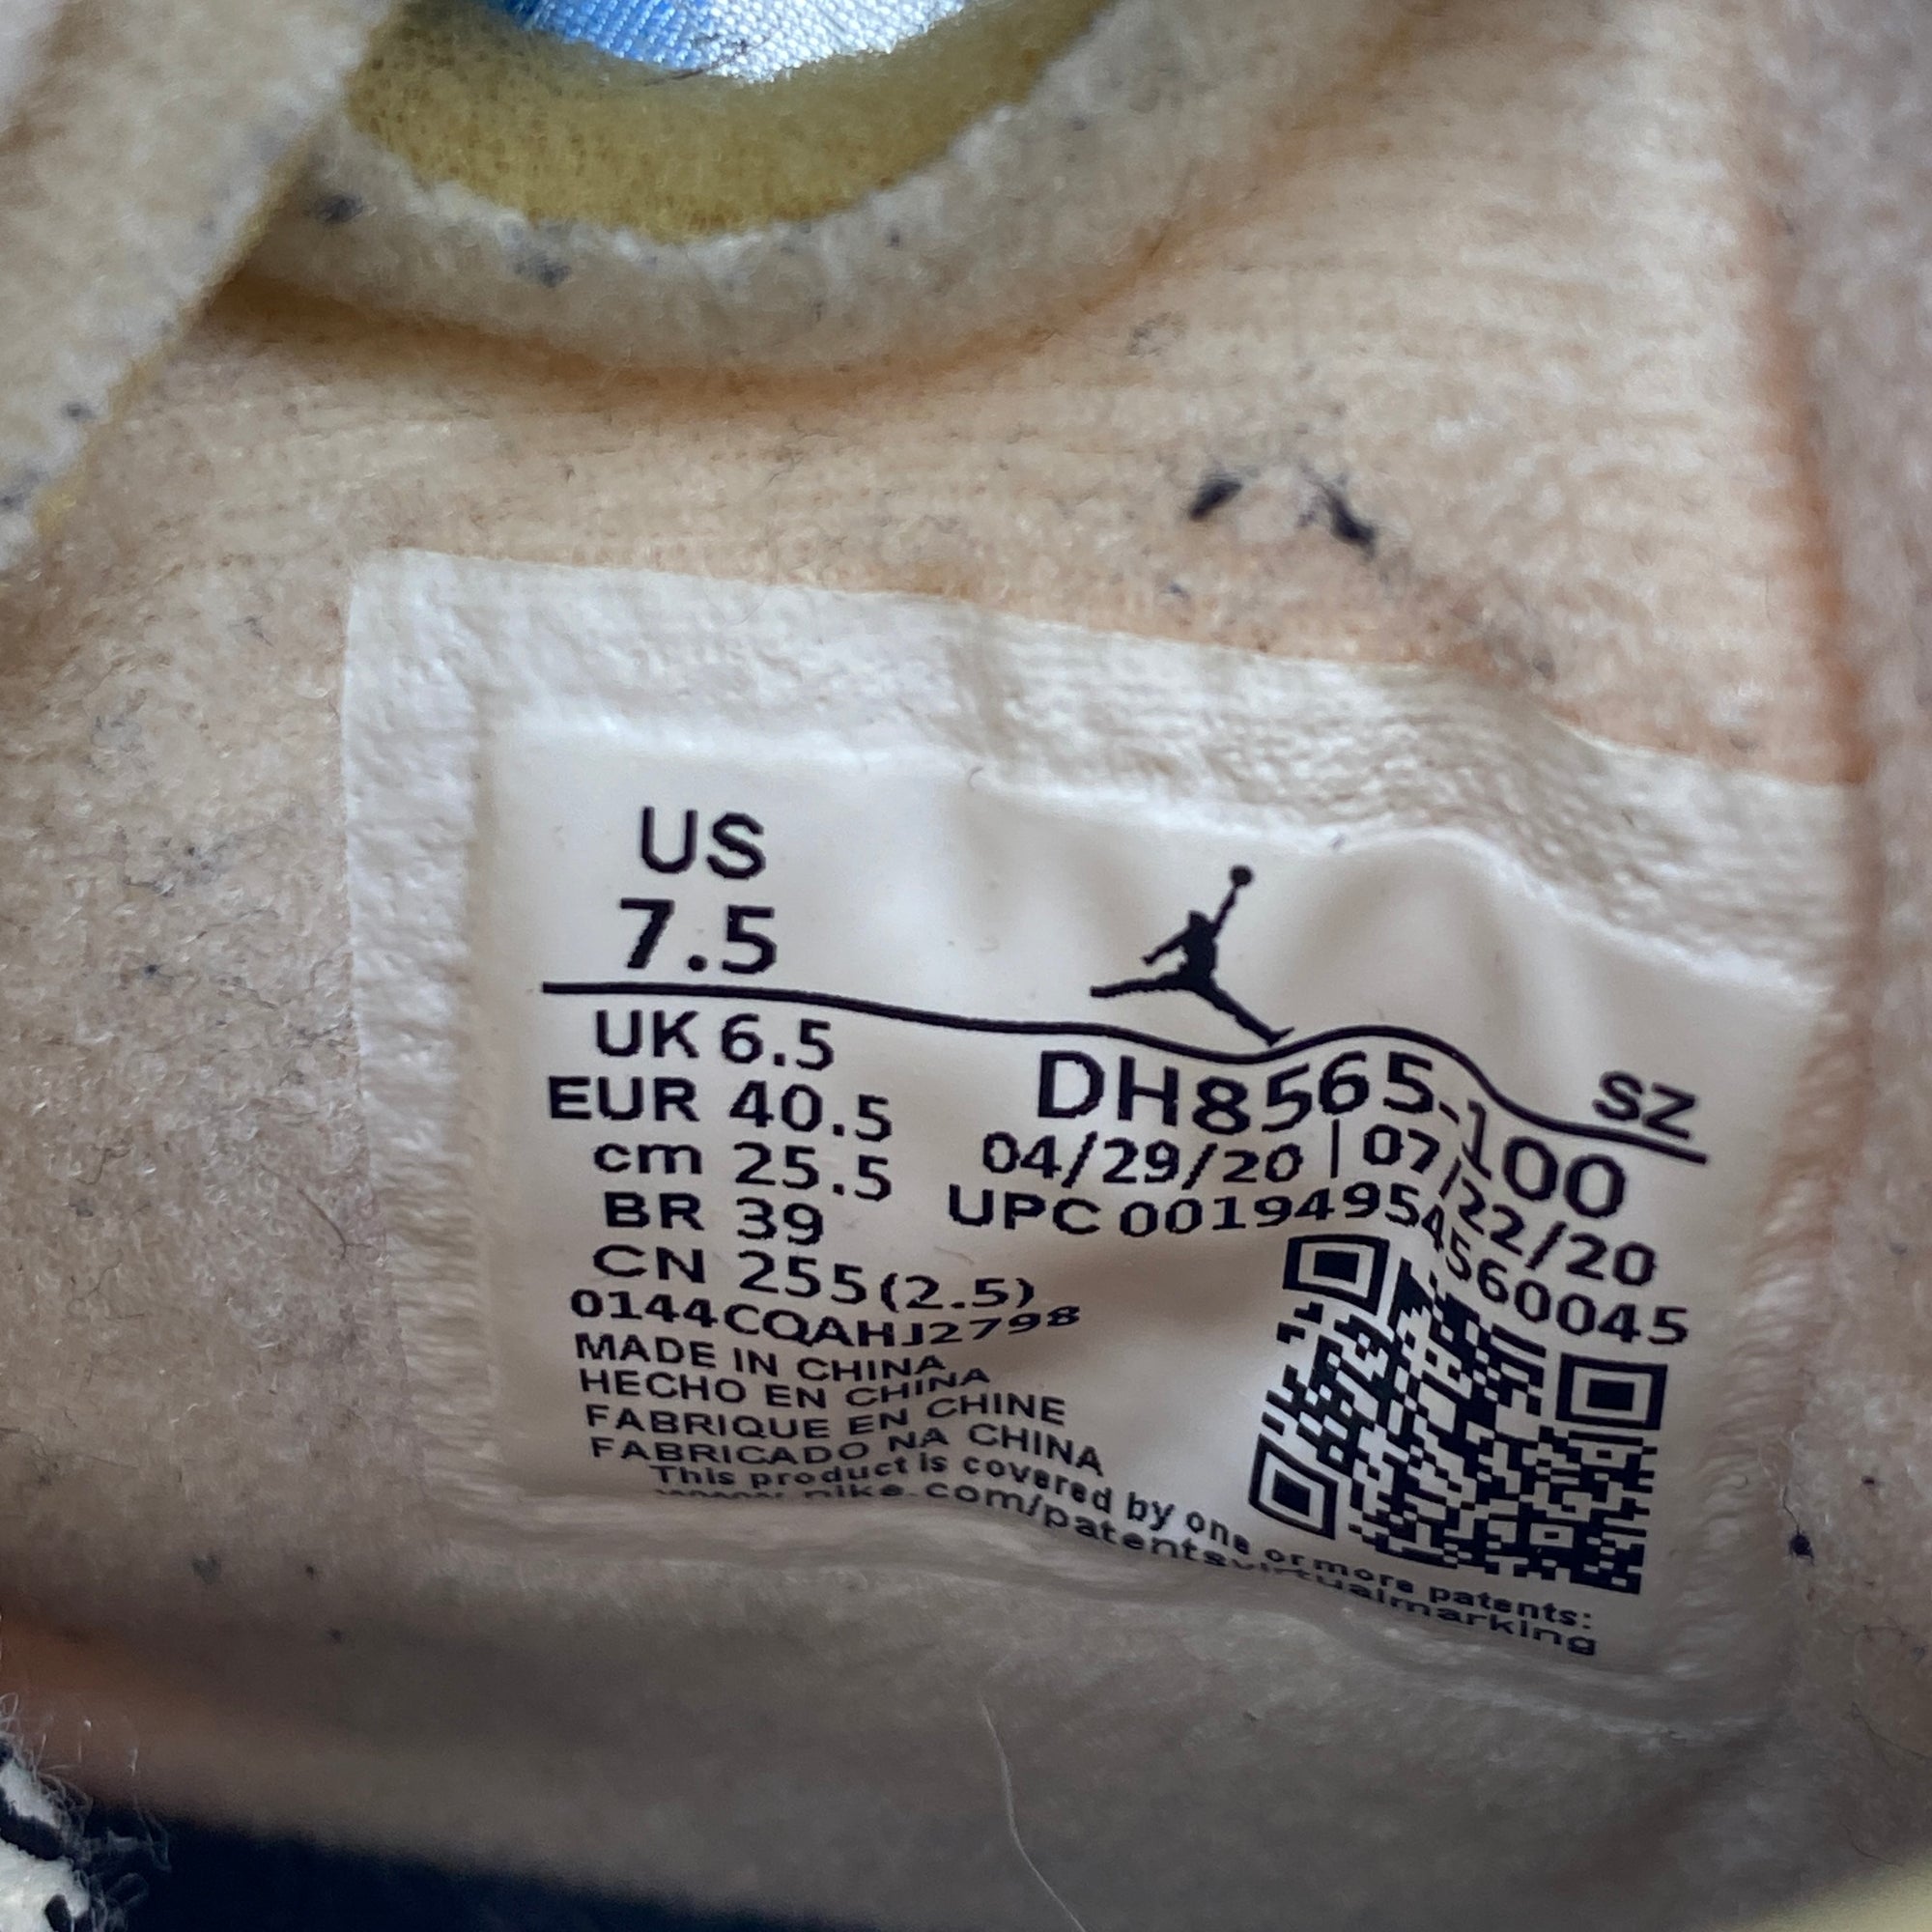 US
7.5
SZ
UK 6.5
EUR 40.5
cm 25.5
BR 39
CN 255(2.5)
DH8565-100
04/29/20 | 07/22/20
UPC 00194954560045
0144CQAHJ2798
MADE IN CHINA
HECHO EN CHINA
FABRIQUE EN CHINE
FABRICADO NA CHINA
This product is covered by one or more patents:
www.nike.com/patentsvirtualmarking